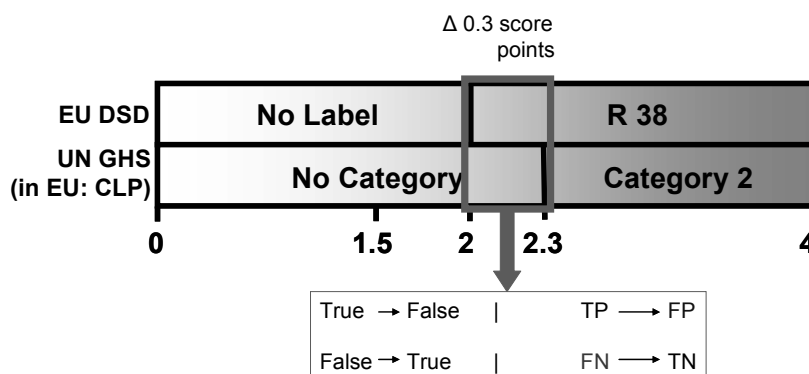 Δ 0.3 score
points
EU DSD No Label R 38
UN GHS
(in EU: CLP) No Category Category 2
0 1.5 2 2.3 4
True → False | TP → FP
False → True | FN → TN